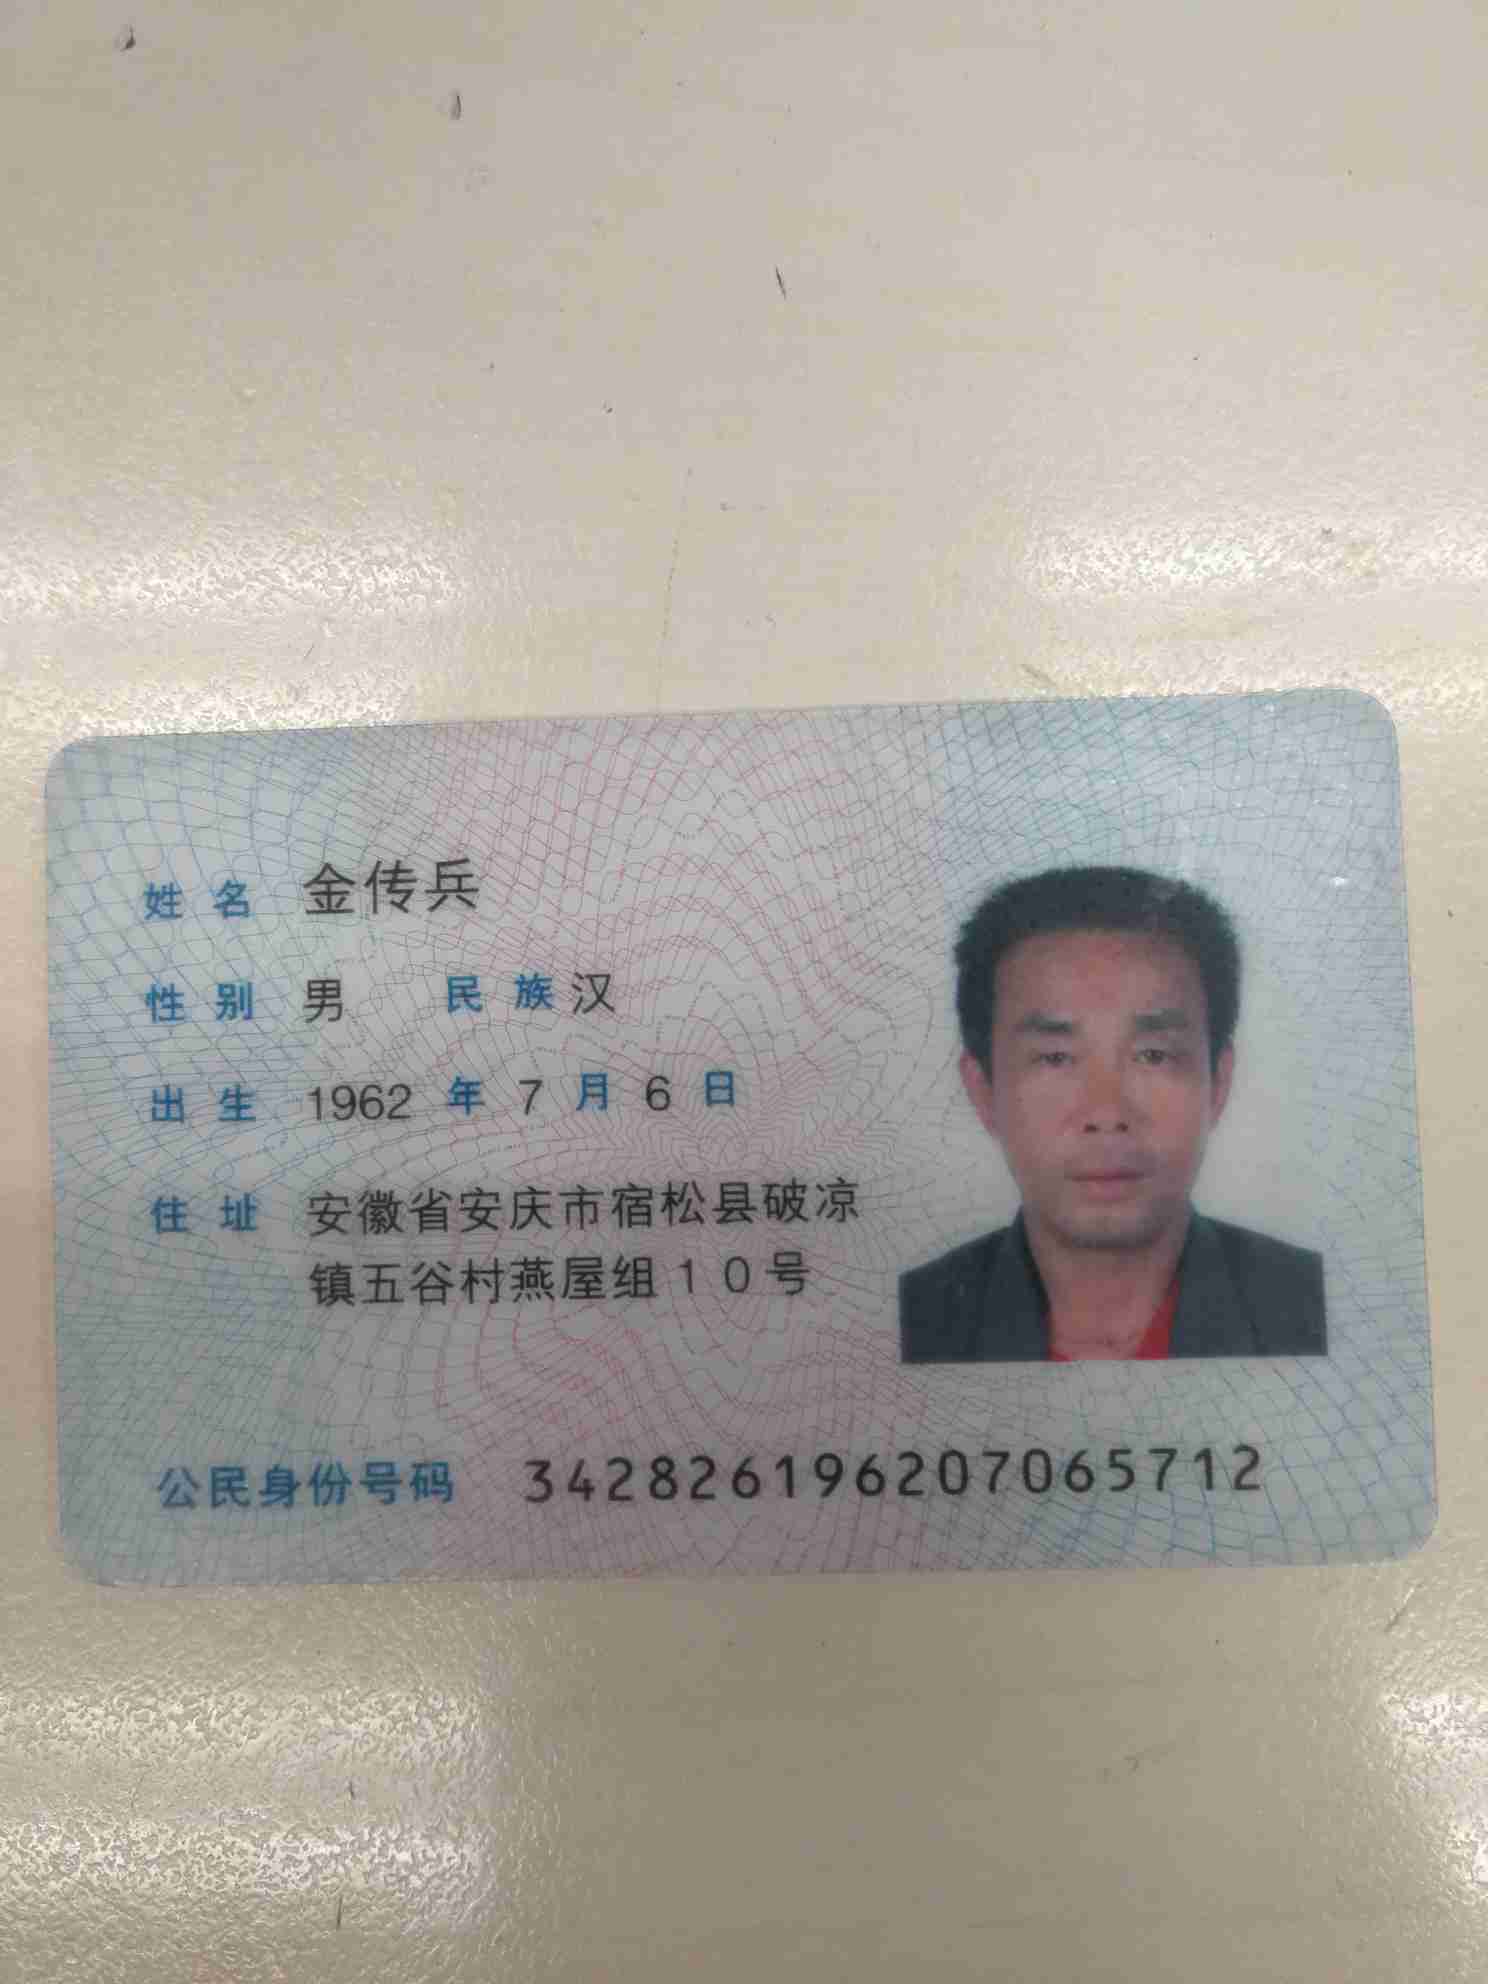 姓名 金传兵
性别 男 民族 汉
出生 1962 年 7 月 6 日
住址 安徽省安庆市宿松县破凉
镇五谷村燕屋组10号
公民身份号码 342826196207065712